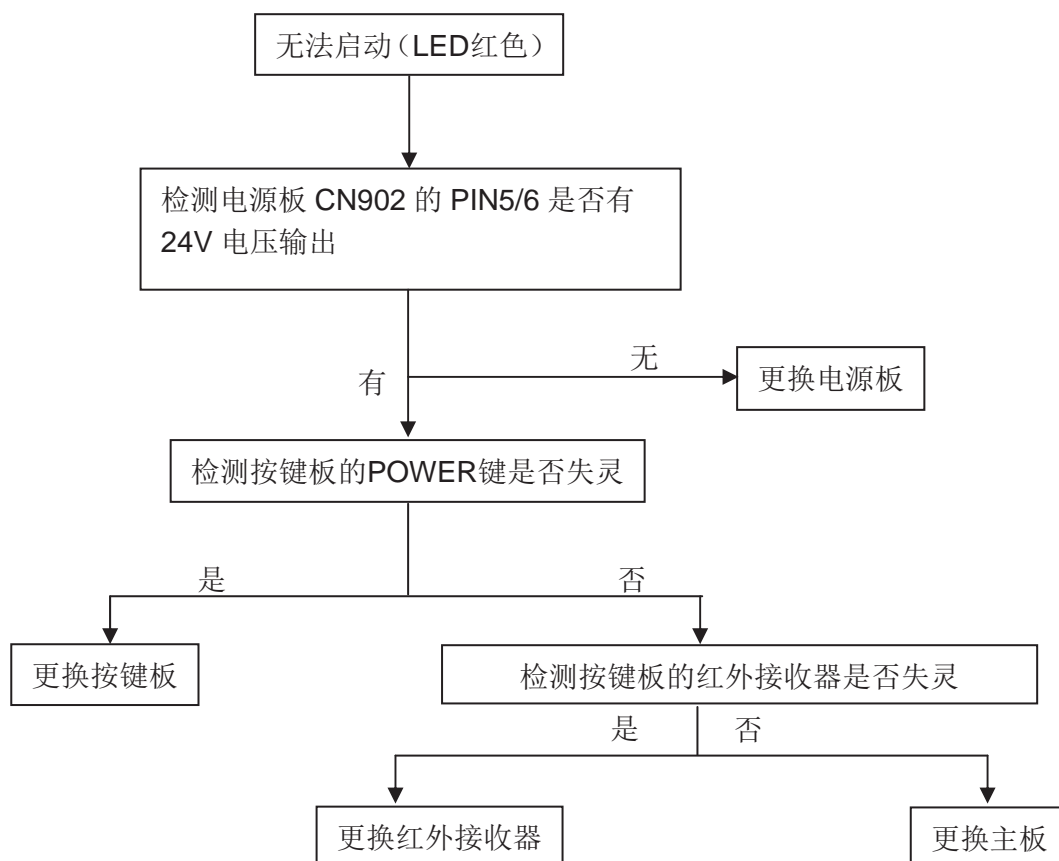 无法启动（LED红色）
检测电源板 CN902 的 PIN5/6 是否有
24V 电压输出
无
有
更换电源板
检测按键板的POWER键是否失灵
是
否
更换按键板
检测按键板的红外接收器是否失灵
是
否
更换红外接收器
更换主板